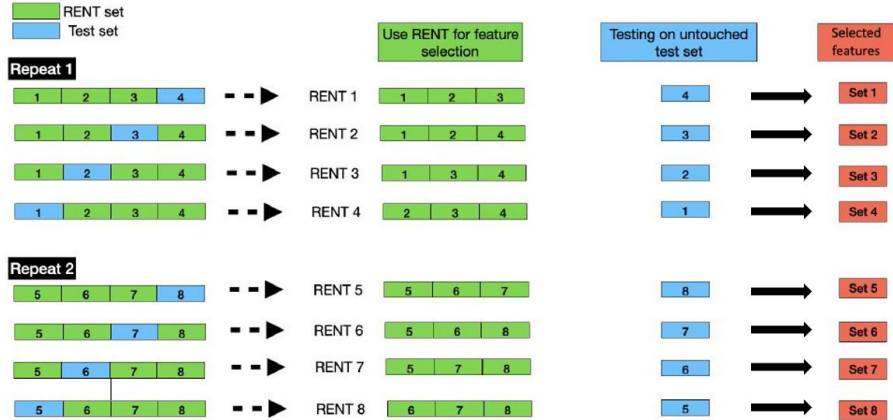 RENT set
Test set
Use RENT for feature selection
Testing on untouched test set
Selected features
Repeat 1
1 2 3 4 RENT 1 1 2 3 4 Set 1
1 2 3 4 RENT 2 1 2 4 3 Set 2
1 2 3 4 RENT 3 1 3 4 2 Set 3
1 2 3 4 RENT 4 2 3 4 1 Set 4
Repeat 2
5 6 7 8 RENT 5 5 6 7 8 Set 5
5 6 7 8 RENT 6 5 6 8 7 Set 6
5 6 7 8 RENT 7 5 7 8 6 Set 7
5 6 7 8 RENT 8 6 7 8 5 Set 8